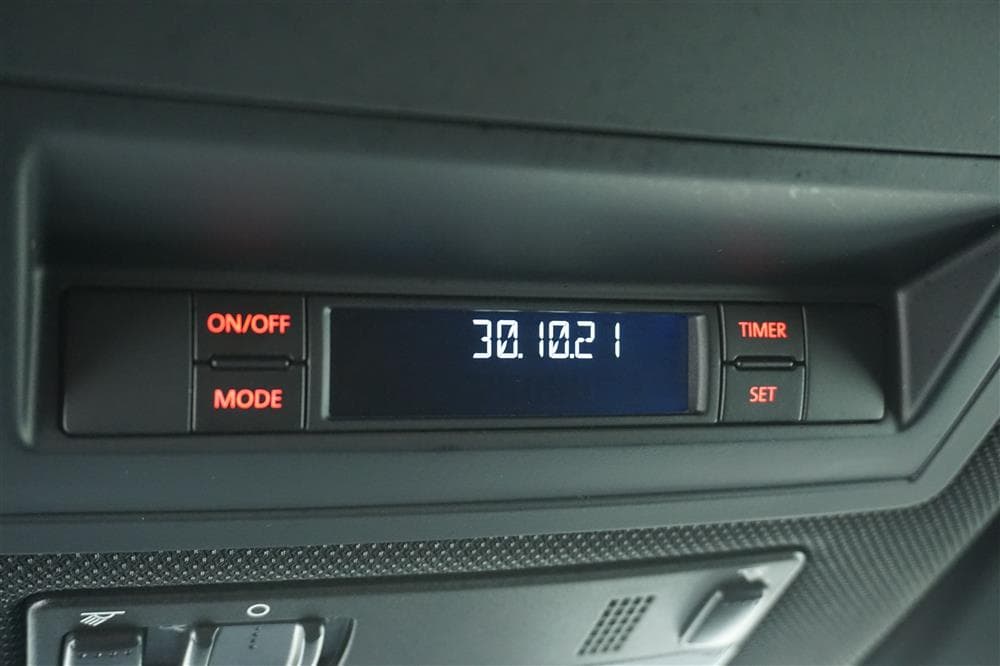 ON/OFF
MODE
30.10.21
TIMER
SET